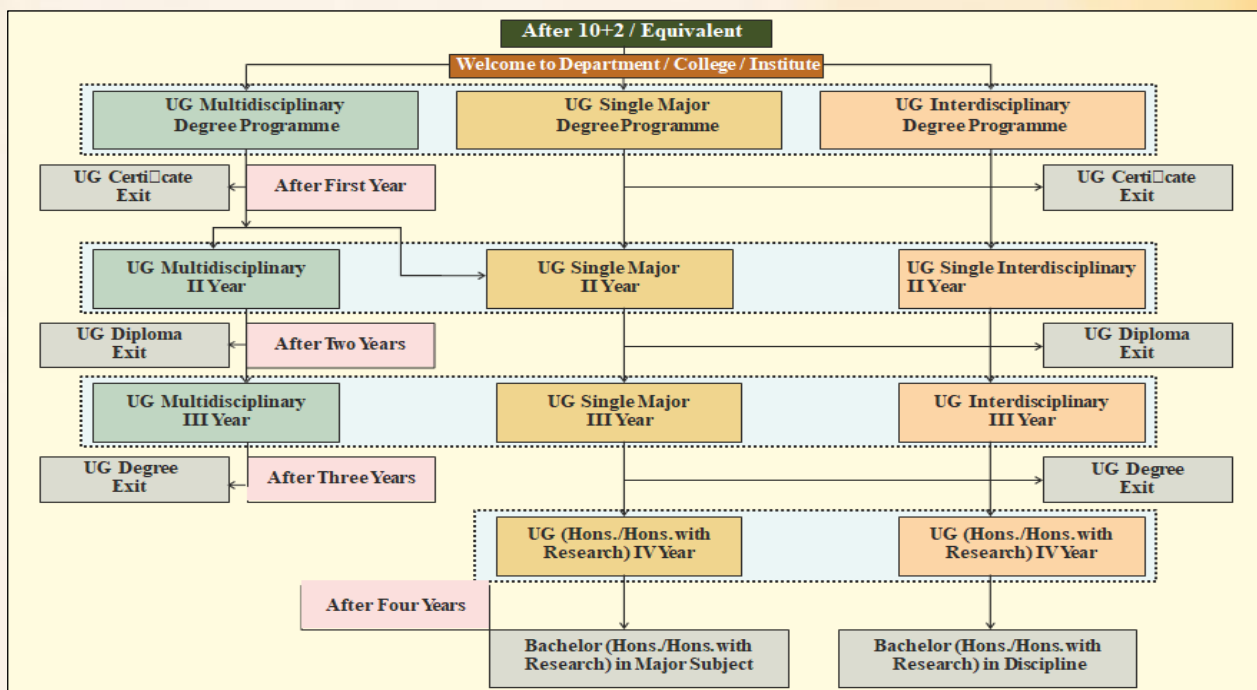 After 10+2 / Equivalent
Welcome to Department / College / Institute
UG Multidisciplinary
Degree Programme
UG Single Major
Degree Programme
UG Interdisciplinary
Degree Programme
UG Certi□cate
Exit
After First Year
UG Certi□cate
Exit
UG Multidisciplinary
II Year
UG Single Major
II Year
UG Single Interdisciplinary
II Year
UG Diploma
Exit
After Two Years
UG Diploma
Exit
UG Multidisciplinary
III Year
UG Single Major
III Year
UG Interdisciplinary
III Year
UG Degree
Exit
After Three Years
UG Degree
Exit
UG (Hons./Hons. with
Research) IV Year
UG (Hons./Hons. with
Research) IV Year
After Four Years
Bachelor (Hons./Hons. with
Research) in Major Subject
Bachelor (Hons./Hons. with
Research) in Discipline